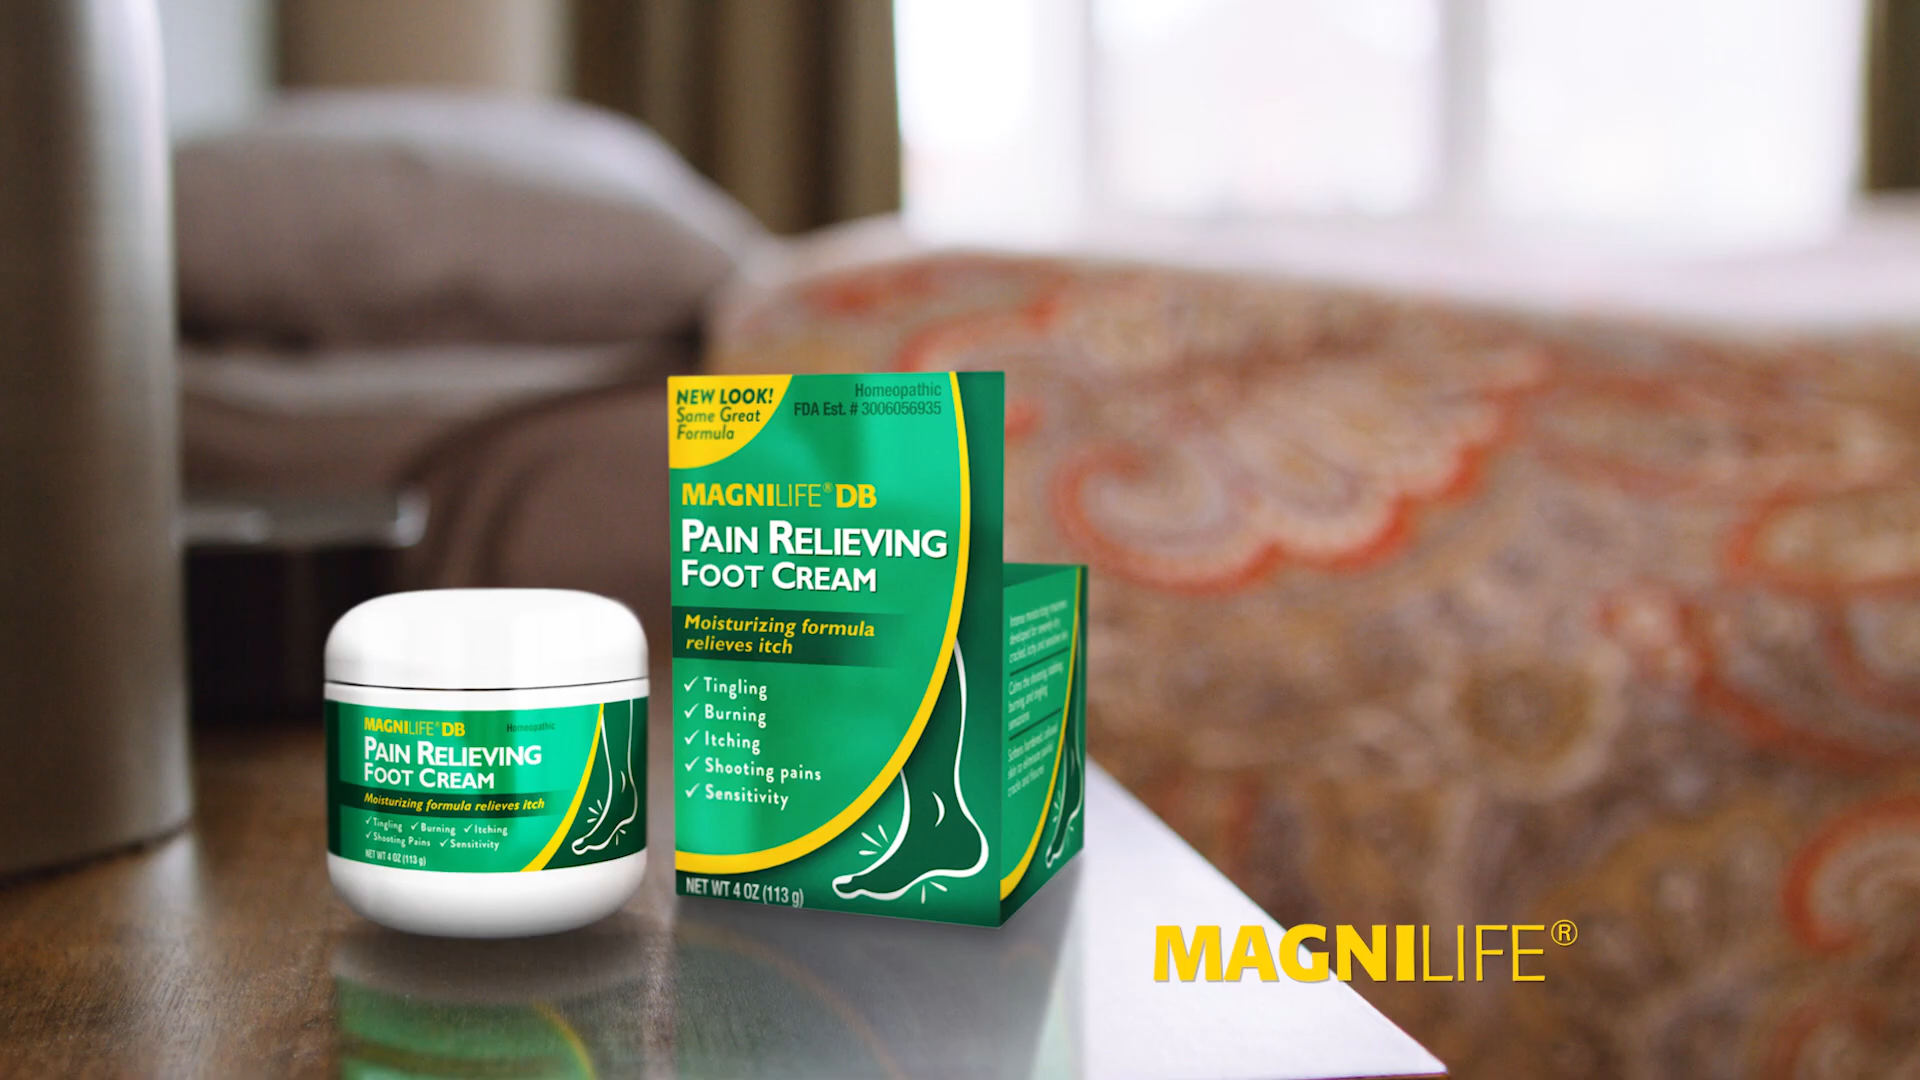 NEW LOOK!
Same Great
Formula
Homeopathic
FDA Est. # 3006056935
MAGNILIFE® DB
PAIN RELIEVING
FOOT CREAM
Moisturizing formula
relieves itch
✓ Tingling
✓ Burning
✓ Itching
✓ Shooting pains
✓ Sensitivity
NET WT 4 OZ (113 g)
MAGNILIFE® DB
Homeopathic
PAIN RELIEVING
FOOT CREAM
Moisturizing formula relieves itch
✓ Tingling ✓ Burning ✓ Itching
✓ Shooting Pains ✓ Sensitivity
NET WT 4 OZ (113 g)
MAGNILIFE®